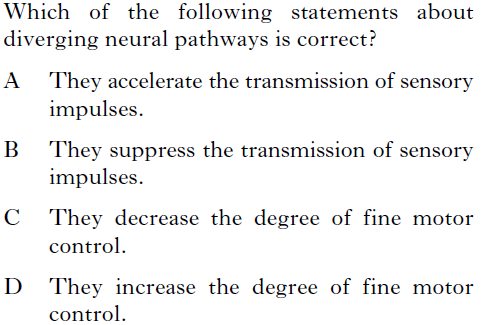 Which of the following statements about
diverging neural pathways is correct?
A They accelerate the transmission of sensory
impulses.
B They suppress the transmission of sensory
impulses.
C They decrease the degree of fine motor
control.
D They increase the degree of fine motor
control.